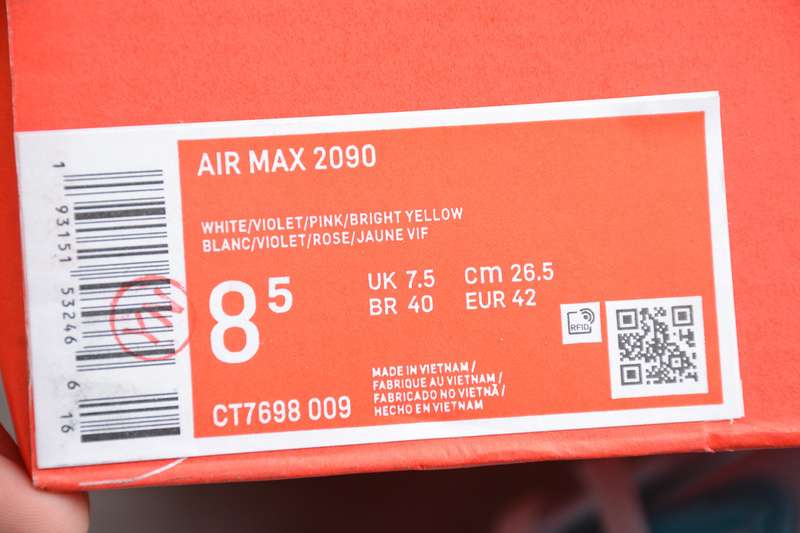 AIR MAX 2090
WHITE/VIOLET/PINK/BRIGHT YELLOW
BLANC/VIOLET/ROSE/JAUNE VIF
8 5
UK 7.5 cm 26.5
BR 40 EUR 42
RFID
MADE IN VIETNAM/
FABRIQUE AU VIETNAM/
FABRICADO NO VIETNÃ/
HECHO EN VIETNAM
CT7698 009
1 93151 53246 6 16